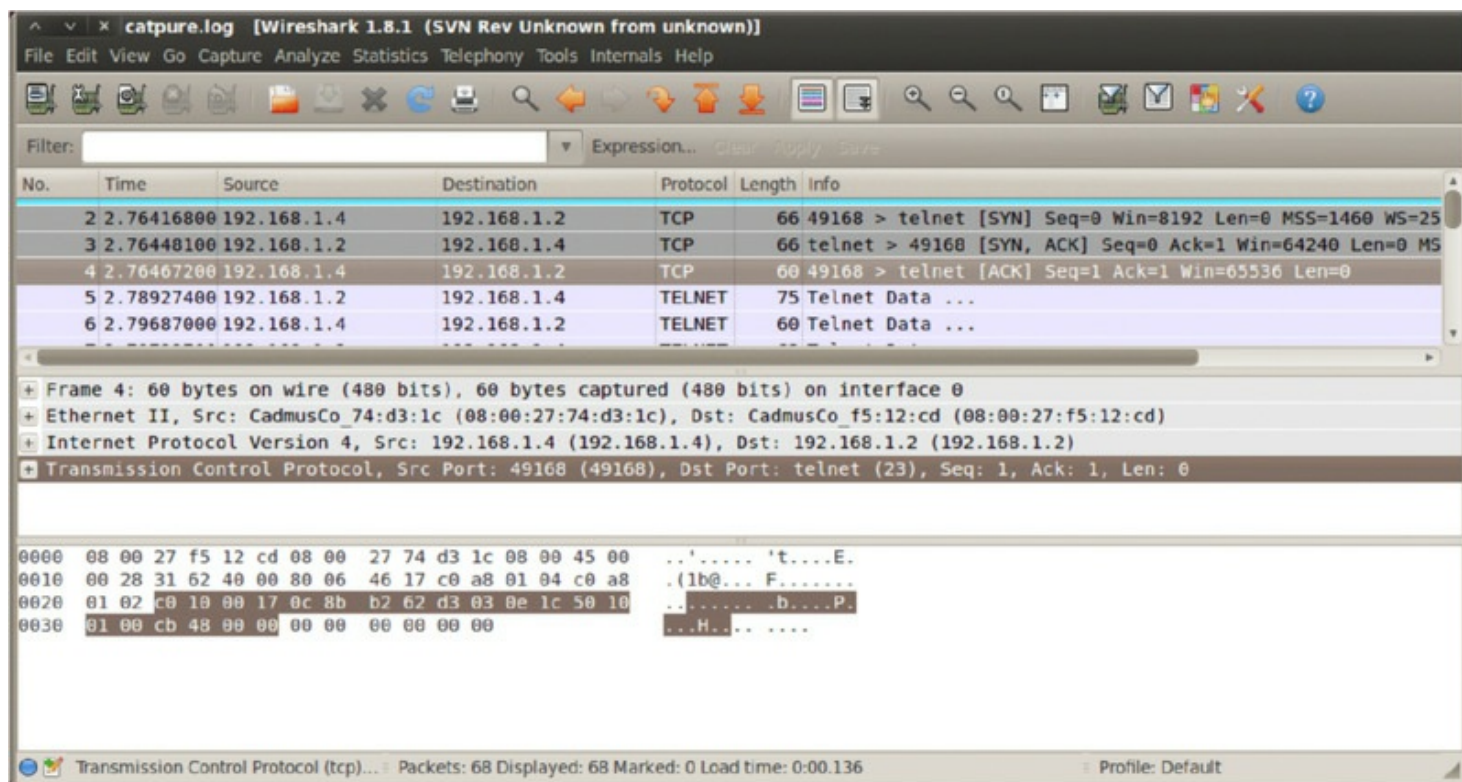 catpure.log [Wireshark 1.8.1 (SVN Rev Unknown from unknown)]
File Edit View Go Capture Analyze Statistics Telephony Tools Internals Help
Filter: Expression... Clear Apply Save
No. Time Source Destination Protocol Length Info
2 2.76416800 192.168.1.4 192.168.1.2 TCP 66 49168 > telnet [SYN] Seq=0 Win=8192 Len=0 MSS=1460 WS=25
3 2.76448100 192.168.1.2 192.168.1.4 TCP 66 telnet > 49168 [SYN, ACK] Seq=0 Ack=1 Win=64240 Len=0 MS
4 2.76467200 192.168.1.4 192.168.1.2 TCP 60 49168 > telnet [ACK] Seq=1 Ack=1 Win=65536 Len=0
5 2.78927400 192.168.1.2 192.168.1.4 TELNET 75 Telnet Data ...
6 2.79687000 192.168.1.4 192.168.1.2 TELNET 60 Telnet Data ...
+ Frame 4: 60 bytes on wire (480 bits), 60 bytes captured (480 bits) on interface 0
+ Ethernet II, Src: CadmusCo_74:d3:1c (08:00:27:74:d3:1c), Dst: CadmusCo_f5:12:cd (08:00:27:f5:12:cd)
+ Internet Protocol Version 4, Src: 192.168.1.4 (192.168.1.4), Dst: 192.168.1.2 (192.168.1.2)
+ Transmission Control Protocol, Src Port: 49168 (49168), Dst Port: telnet (23), Seq: 1, Ack: 1, Len: 0
0000 08 00 27 f5 12 cd 08 00 27 74 d3 1c 08 00 45 00 ..'..... 't....E.
0010 00 28 31 62 40 00 80 06 46 17 c0 a8 01 04 c0 a8 .(1b@... F.......
0020 01 02 c0 10 00 17 0c 8b b2 62 d3 03 0e 1c 50 10 ........ .b....P.
0030 01 00 cb 48 00 00 00 00 00 00 00 00 ...H.... ....
Transmission Control Protocol (tcp)... Packets: 68 Displayed: 68 Marked: 0 Load time: 0:00.136 Profile: Default